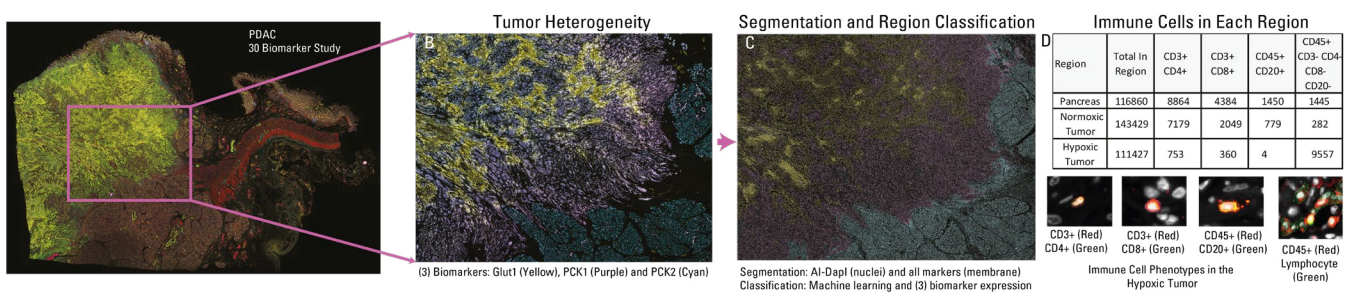 PDAC
30 Biomarker Study
Tumor Heterogeneity
B
(3) Biomarkers: Glut1 (Yellow), PCK1 (Purple) and PCK2 (Cyan)
Segmentation and Region Classification
C
Segmentation: AI-DapI (nuclei) and all markers (membrane)
Classification: Machine learning and (3) biomarker expression
Immune Cells in Each Region
D
Region Total In Region CD3+ CD4+ CD3+ CD8+ CD45+ CD20+ CD45+ CD3- CD4- CD8- CD20-
Pancreas 116860 8864 4384 1450 1445
Normoxic Tumor 143429 7179 2049 779 282
Hypoxic Tumor 111427 753 360 4 9557
CD3+ (Red) CD4+ (Green)
CD3+ (Red) CD8+ (Green)
CD45+ (Red) CD20+ (Green)
CD45+ (Red) Lymphocyte (Green)
Immune Cell Phenotypes in the
Hypoxic Tumor